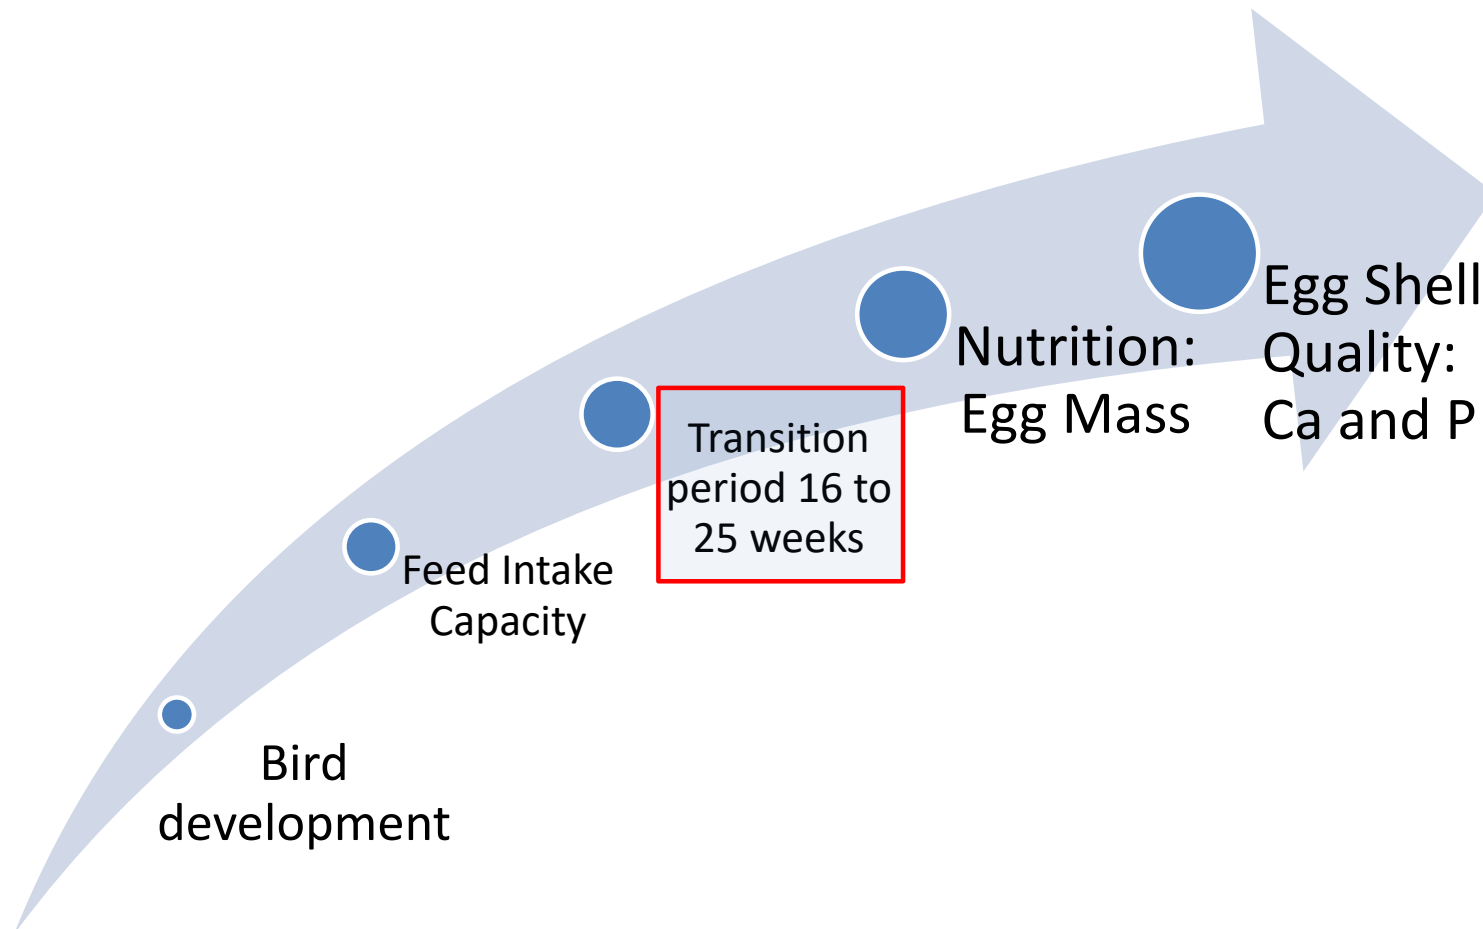 Bird
development
Feed Intake
Capacity
Transition
period 16 to
25 weeks
Nutrition:
Egg Mass
Egg Shell
Quality:
Ca and P